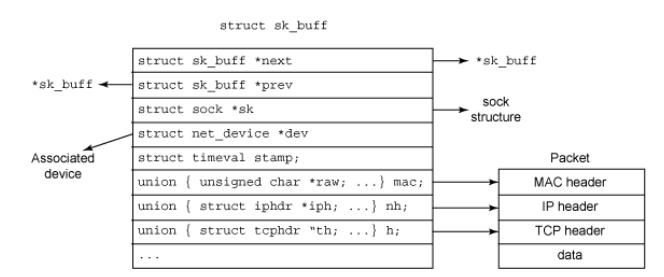 struct sk_buff
struct sk_buff *next
*sk_buff
*sk_buff
struct sk_buff *prev
struct sock *sk
sock
structure
struct net_device *dev
Associated
device
struct timeval stamp;
Packet
union { unsigned char *raw; ...} mac;
MAC header
union { struct iphdr *iph; ...} nh;
IP header
union { struct tcphdr "th; ...} h;
TCP header
...
data